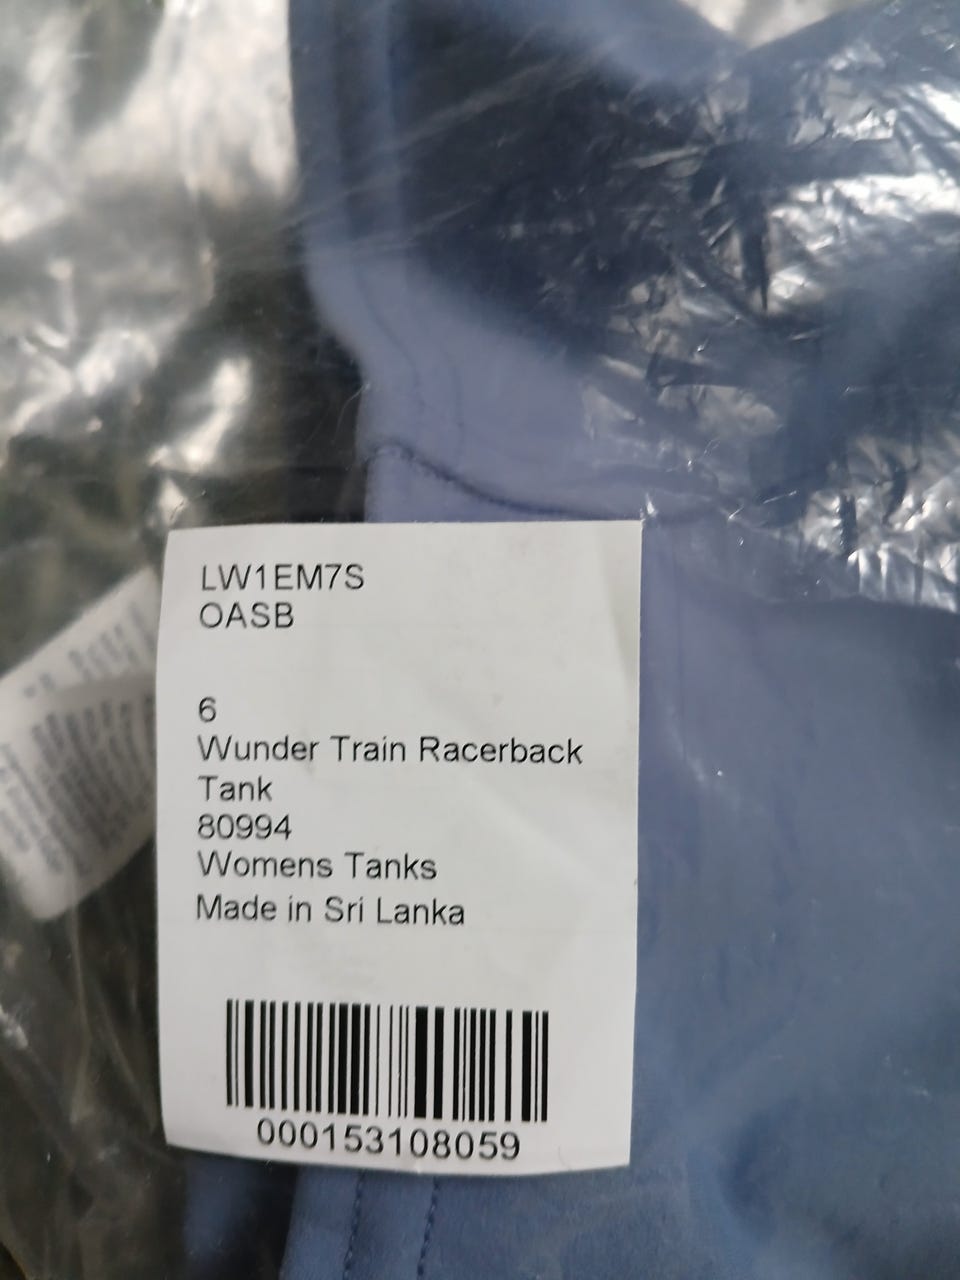 LW1EM7S
OASB
6
Wunder Train Racerback
Tank
80994
Womens Tanks
Made in Sri Lanka
000153108059